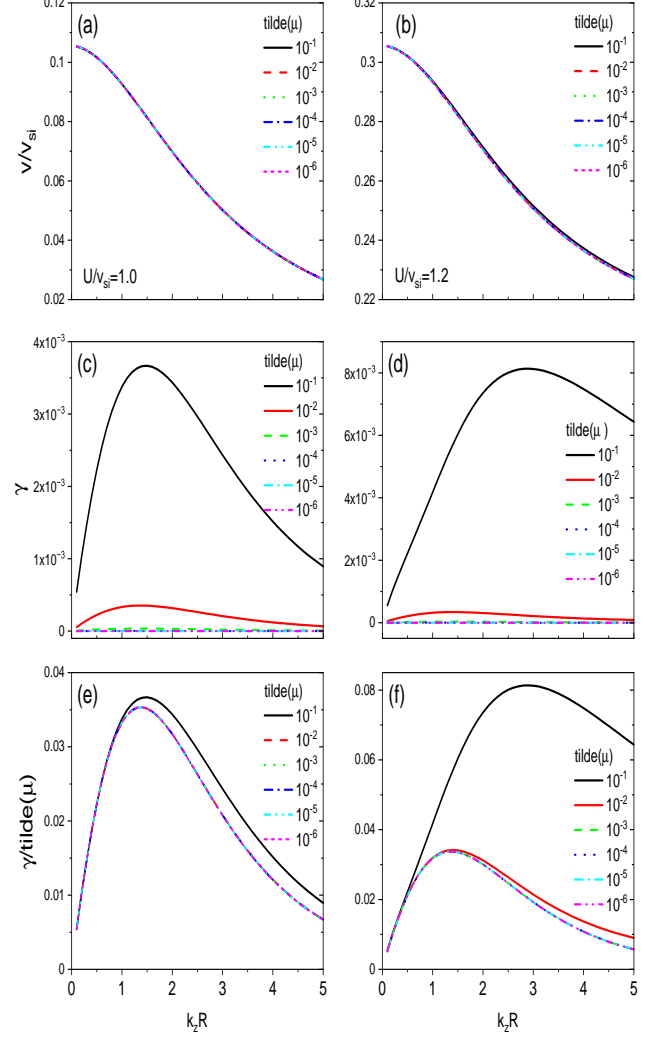 (a)
tilde(μ)
10⁻¹
10⁻²
10⁻³
10⁻⁴
10⁻⁵
10⁻⁶
0.12
0.1
0.08
0.06
0.04
0.02
v/v_si
U/v_si=1.0
(b)
tilde(μ)
10⁻¹
10⁻²
10⁻³
10⁻⁴
10⁻⁵
10⁻⁶
0.32
0.3
0.28
0.26
0.24
0.22
U/v_si=1.2
(c)
tilde(μ)
10⁻¹
10⁻²
10⁻³
10⁻⁴
10⁻⁵
10⁻⁶
4x10⁻³
3x10⁻³
2x10⁻³
1x10⁻³
0
γ
(d)
tilde(μ )
10⁻¹
10⁻²
10⁻³
10⁻⁴
10⁻⁵
10⁻⁶
8x10⁻³
6x10⁻³
4x10⁻³
2x10⁻³
0
(e)
tilde(μ)
10⁻¹
10⁻²
10⁻³
10⁻⁴
10⁻⁵
10⁻⁶
0.04
0.03
0.02
0.01
0
γ/tilde(μ)
0 1 2 3 4 5
k_zR
(f)
tilde(μ)
10⁻¹
10⁻²
10⁻³
10⁻⁴
10⁻⁵
10⁻⁶
0.08
0.06
0.04
0.02
0
0 1 2 3 4 5
k_zR